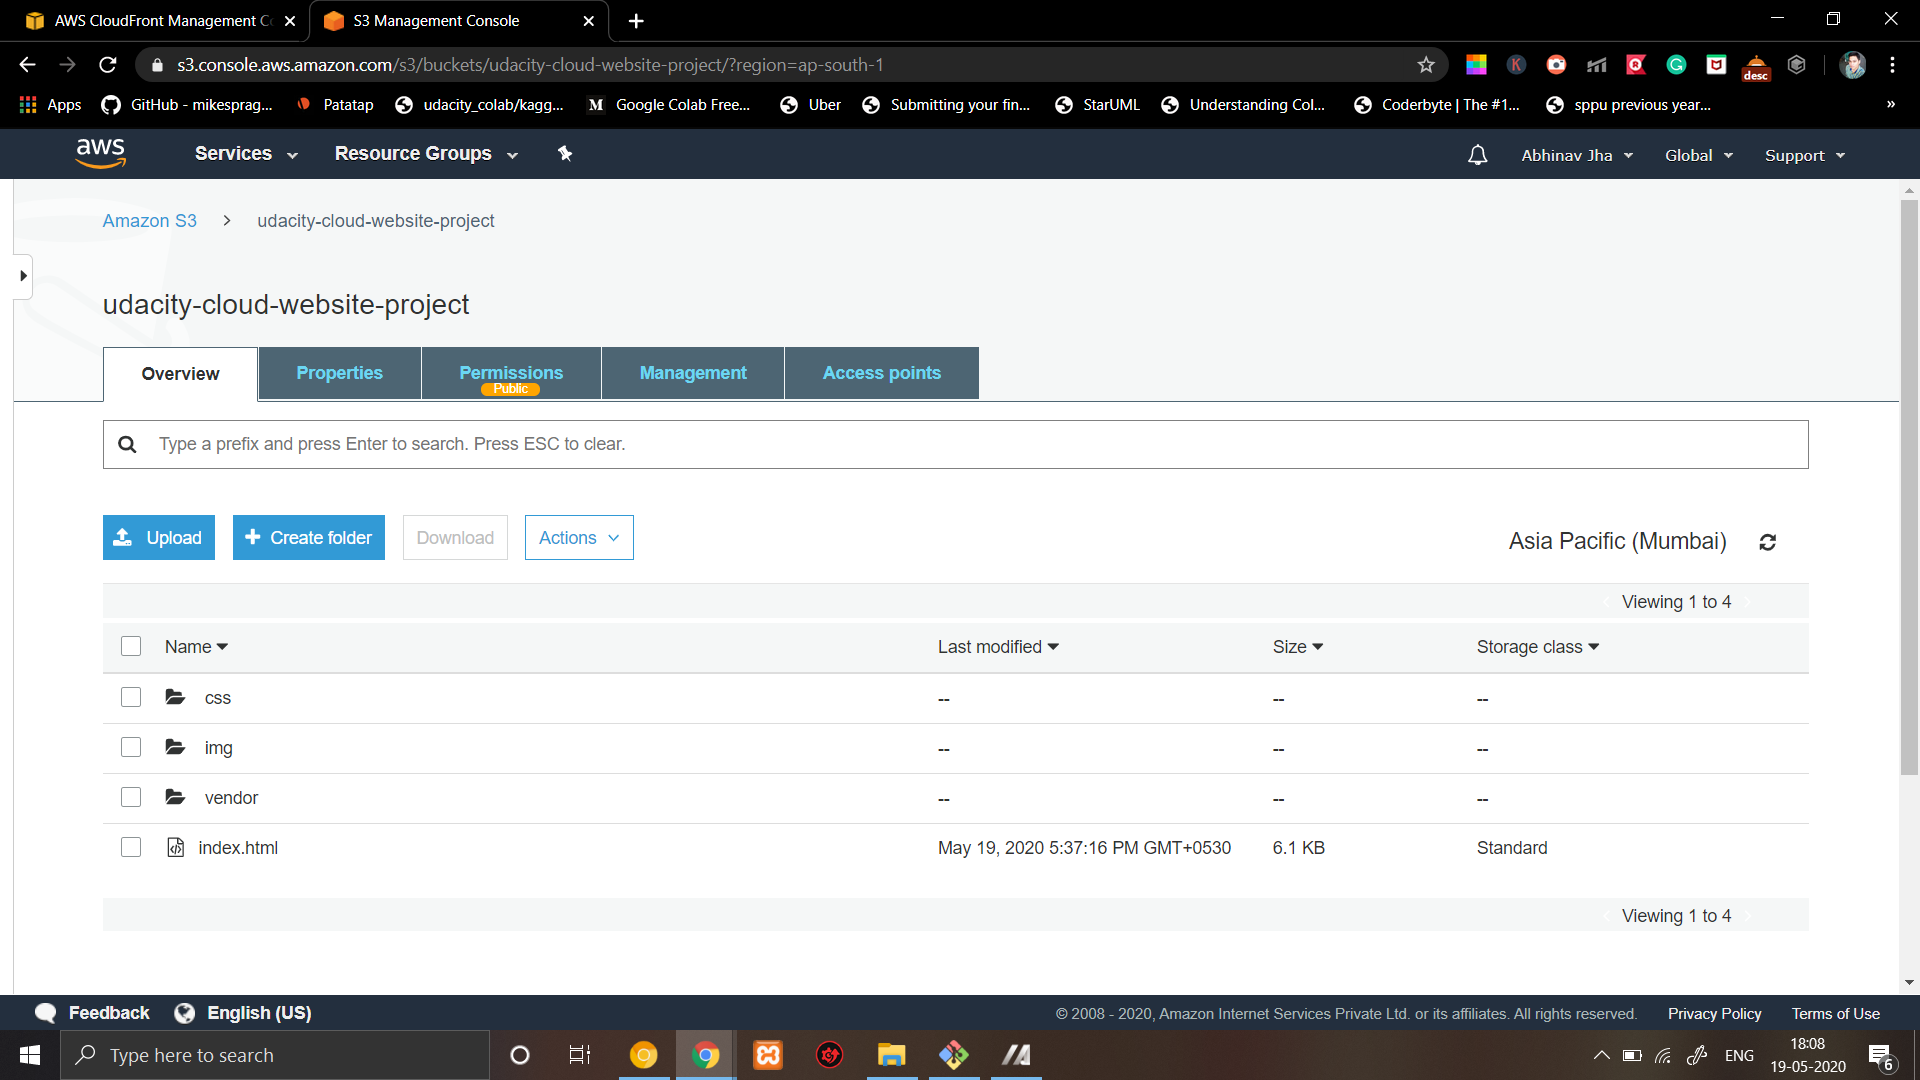 AWS CloudFront Management C
S3 Management Console
s3.console.aws.amazon.com/s3/buckets/udacity-cloud-website-project/?region=ap-south-1
desc
Apps GitHub - mikesprag... Patatap udacity_colab/kagg... M Google Colab Free... Uber Submitting your fin... StarUML Understanding Col... Coderbyte | The #1... sppu previous year... »
aws Services Resource Groups Abhinav Jha Global Support
Amazon S3 > udacity-cloud-website-project
udacity-cloud-website-project
Overview Properties Permissions Management Access points
Public
Type a prefix and press Enter to search. Press ESC to clear.
Upload + Create folder Download Actions Asia Pacific (Mumbai)
Viewing 1 to 4
Name Last modified Size Storage class
css -- -- --
img -- -- --
vendor -- -- --
index.html May 19, 2020 5:37:16 PM GMT+0530 6.1 KB Standard
Viewing 1 to 4
Feedback English (US) © 2008 - 2020, Amazon Internet Services Private Ltd. or its affiliates. All rights reserved. Privacy Policy Terms of Use
Type here to search ENG 18:08
19-05-2020 6